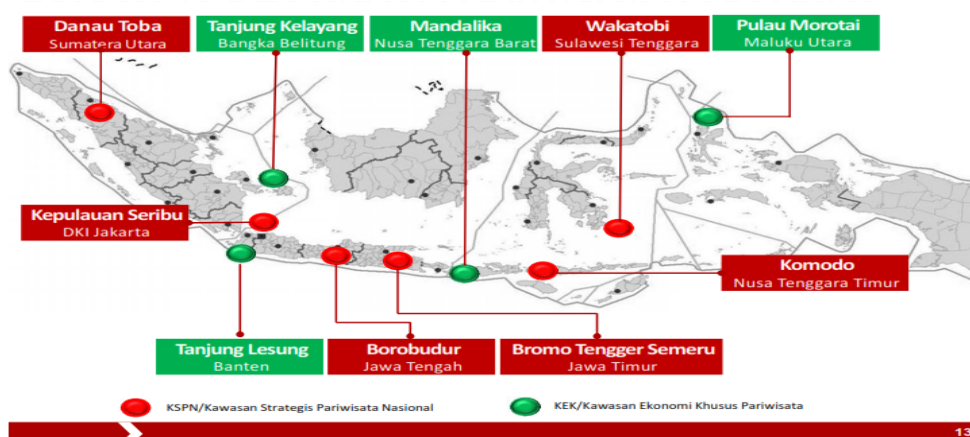 Danau Toba
Sumatera Utara
Tanjung Kelayang
Bangka Belitung
Mandalika
Nusa Tenggara Barat
Wakatobi
Sulawesi Tenggara
Pulau Morotai
Maluku Utara
Kepulauan Seribu
DKI Jakarta
Komodo
Nusa Tenggara Timur
Tanjung Lesung
Banten
Borobudur
Jawa Tengah
Bromo Tengger Semeru
Jawa Timur
KSPN/Kawasan Strategis Pariwisata Nasional
KEK/Kawasan Ekonomi Khusus Pariwisata
13